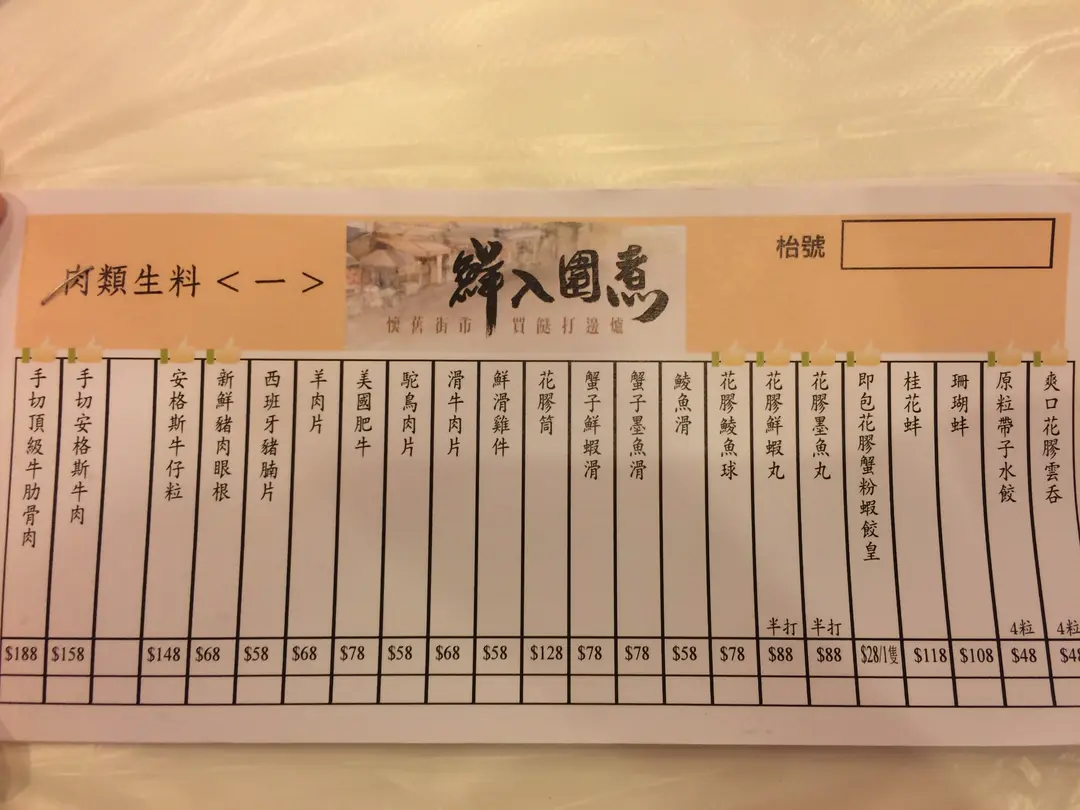 肉類生料<一>
鮮入圍煮
懷舊街市 買餸打邊爐
枱號
手切頂級牛肋骨肉 $188
手切安格斯牛肉 $158
安格斯牛仔粒 $148
新鮮豬肉眼根 $68
西班牙豬腩片 $58
羊肉片 $68
美國肥牛 $78
鴕鳥肉片 $58
滑牛肉片 $68
鮮滑雞件 $58
花膠筒 $128
蟹子鮮蝦滑 $78
蟹子墨魚滑 $78
鯪魚滑 $58
花膠鯪魚球 $78
花膠鮮蝦丸 半打 $88
花膠墨魚丸 半打 $88
即包花膠蟹粉蝦餃皇 $28/1隻
桂花蚌 $118
珊瑚蚌 $108
原粒帶子水餃 4粒 $48
爽口花膠雲吞 4粒 $48